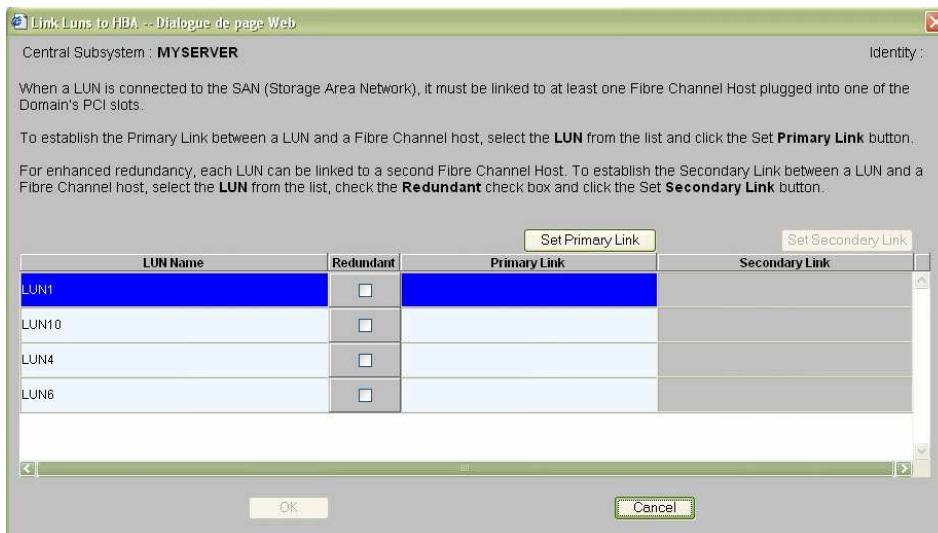 Link Luns to HBA -- Dialogue de page Web
Central Subsystem : MYSERVER Identity :
When a LUN is connected to the SAN (Storage Area Network), it must be linked to at least one Fibre Channel Host plugged into one of the
Domain's PCI slots.
To establish the Primary Link between a LUN and a Fibre Channel host, select the LUN from the list and click the Set Primary Link button.
For enhanced redundancy, each LUN can be linked to a second Fibre Channel Host. To establish the Secondary Link between a LUN and a
Fibre Channel host, select the LUN from the list, check the Redundant check box and click the Set Secondary Link button.
Set Primary Link Set Secondary Link
LUN Name Redundant Primary Link Secondary Link
LUN1
LUN10
LUN4
LUN6
OK Cancel